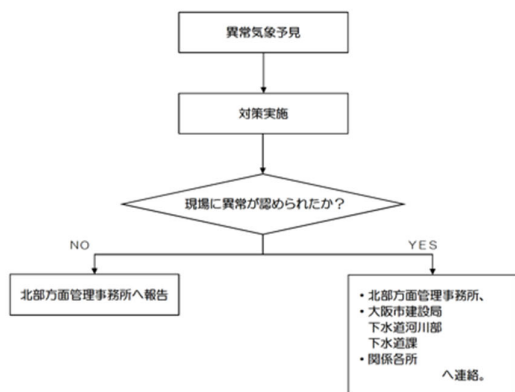 異常気象予見
対策実施
現場に異常が認められたか？
NO
YES
北部方面管理事務所へ報告
・北部方面管理事務所、
・大阪市建設局
下水道河川部
下水道課
・関係各所
へ連絡。